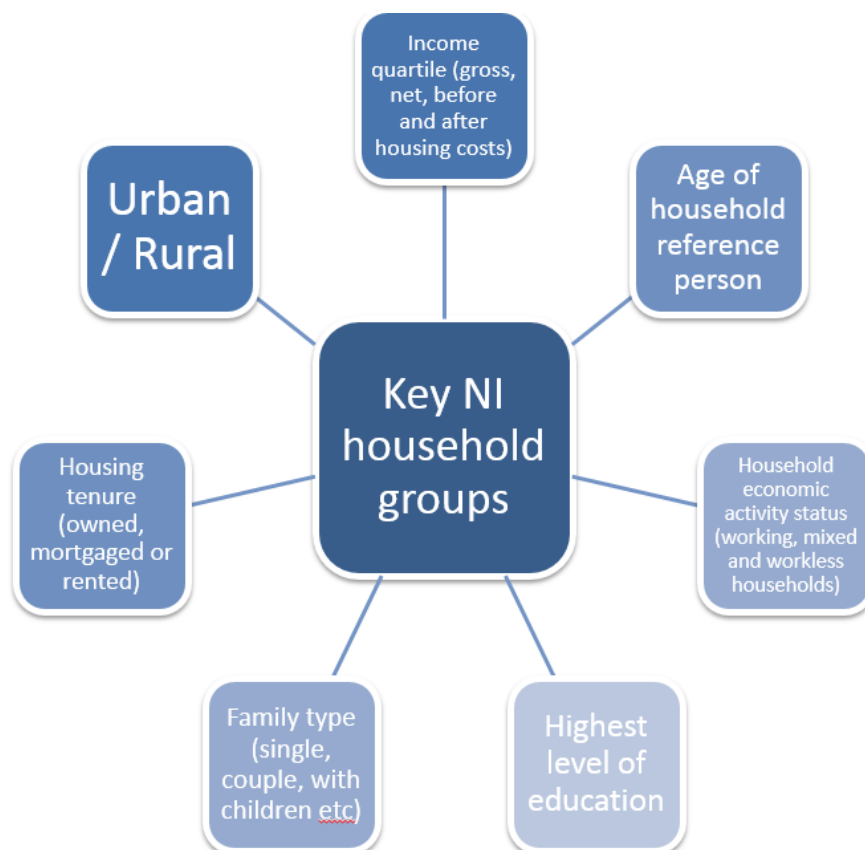 Income
quartile (gross,
net, before
and after
housing costs)
Urban
/ Rural
Age of
household
reference
person
Key NI
household
groups
Housing
tenure
(owned,
mortgaged or
rented)
Household
economic
activity status
(working, mixed
and workless
households)
Family type
(single,
couple, with
children etc)
Highest
level of
education